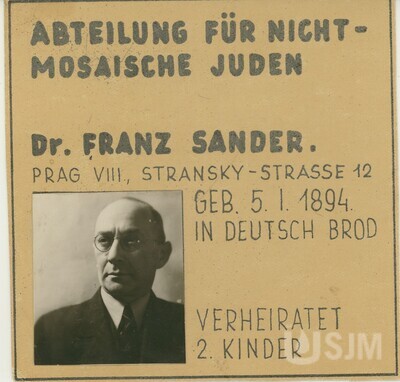 ABTEILUNG FÜR NICHT-
MOSAISCHE JUDEN
Dr. FRANZ SANDER.
PRAG VIII, STRANSKY-STRASSE 12
GEB. 5. I. 1894.
IN DEUTSCH BROD
VERHEIRATET
2. KINDER
USJM